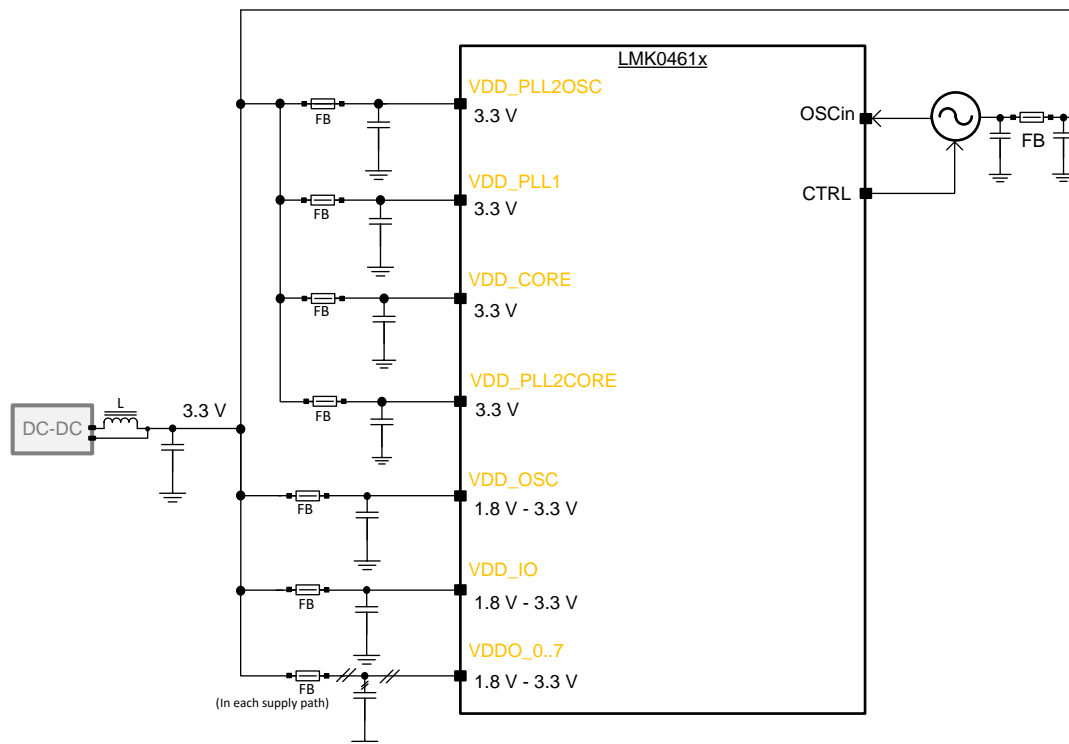 LMK0461x
VDD_PLL2OSC
3.3 V
FB
OSCin
FB
VDD_PLL1
3.3 V
FB
CTRL
VDD_CORE
3.3 V
FB
VDD_PLL2CORE
3.3 V
FB
DC-DC
L
3.3 V
VDD_OSC
1.8 V - 3.3 V
FB
VDD_IO
1.8 V - 3.3 V
FB
VDDO_0..7
1.8 V - 3.3 V
FB
(In each supply path)